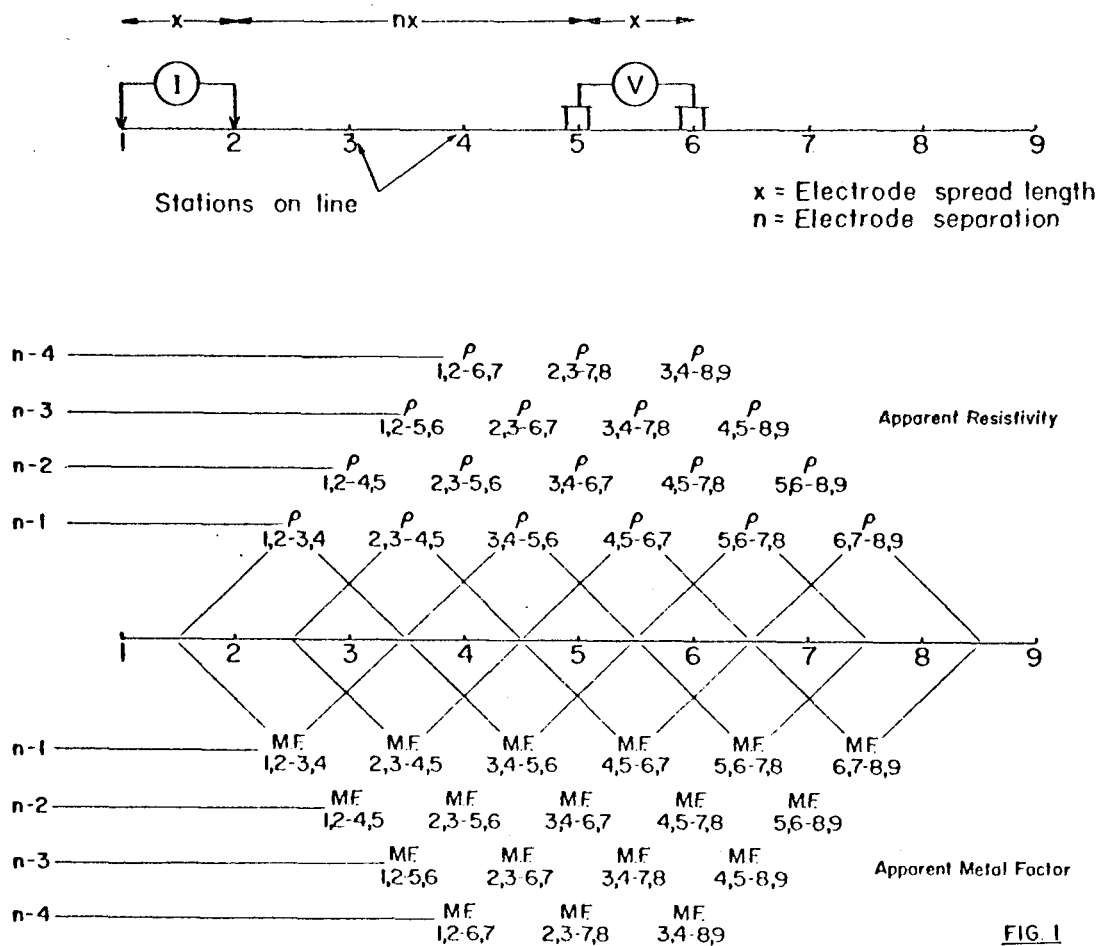 x nx x
I V
1 2 3 4 5 6 7 8 9
Stations on line
x = Electrode spread length
n = Electrode separation
n-4 ρ ρ ρ
1,2-6,7 2,3-7,8 3,4-8,9
n-3 ρ ρ ρ ρ Apparent Resistivity
1,2-5,6 2,3-6,7 3,4-7,8 4,5-8,9
n-2 ρ ρ ρ ρ ρ
1,2-4,5 2,3-5,6 3,4-6,7 4,5-7,8 5,6-8,9
n-1 ρ ρ ρ ρ ρ ρ
1,2-3,4 2,3-4,5 3,4-5,6 4,5-6,7 5,6-7,8 6,7-8,9
1 2 3 4 5 6 7 8 9
n-1 M.F. M.F. M.F. M.F. M.F. M.F.
1,2-3,4 2,3-4,5 3,4-5,6 4,5-6,7 5,6-7,8 6,7-8,9
n-2 M.F. M.F. M.F. M.F. M.F.
1,2-4,5 2,3-5,6 3,4-6,7 4,5-7,8 5,6-8,9
n-3 M.F. M.F. M.F. M.F. Apparent Metal Factor
1,2-5,6 2,3-6,7 3,4-7,8 4,5-8,9
n-4 M.F. M.F. M.F.
1,2-6,7 2,3-7,8 3,4-8,9
FIG. 1